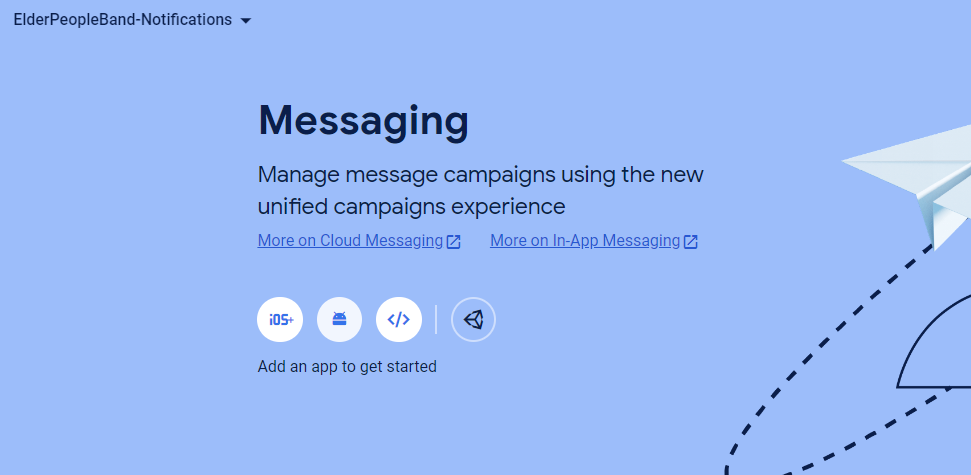 ElderPeopleBand-Notifications
Messaging
Manage message campaigns using the new
unified campaigns experience
More on Cloud Messaging More on In-App Messaging
iOS+ </>
Add an app to get started